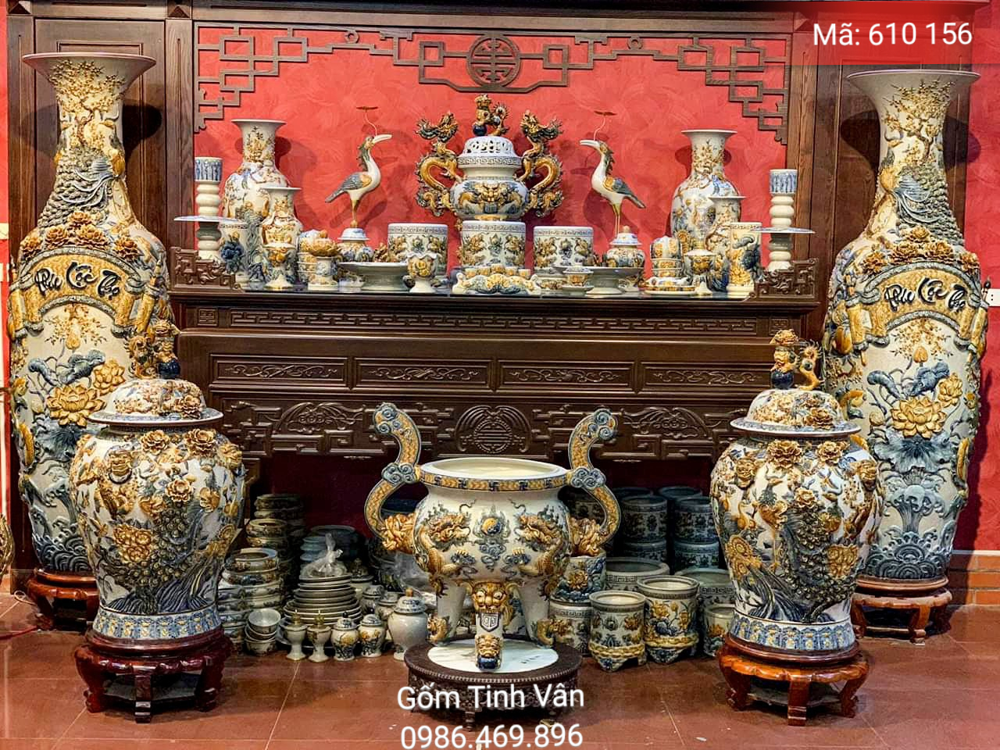 Mã: 610 156
Phúc Lộc Thọ
Phúc Lộc Thọ
Gốm Tinh Vân
0986.469.896